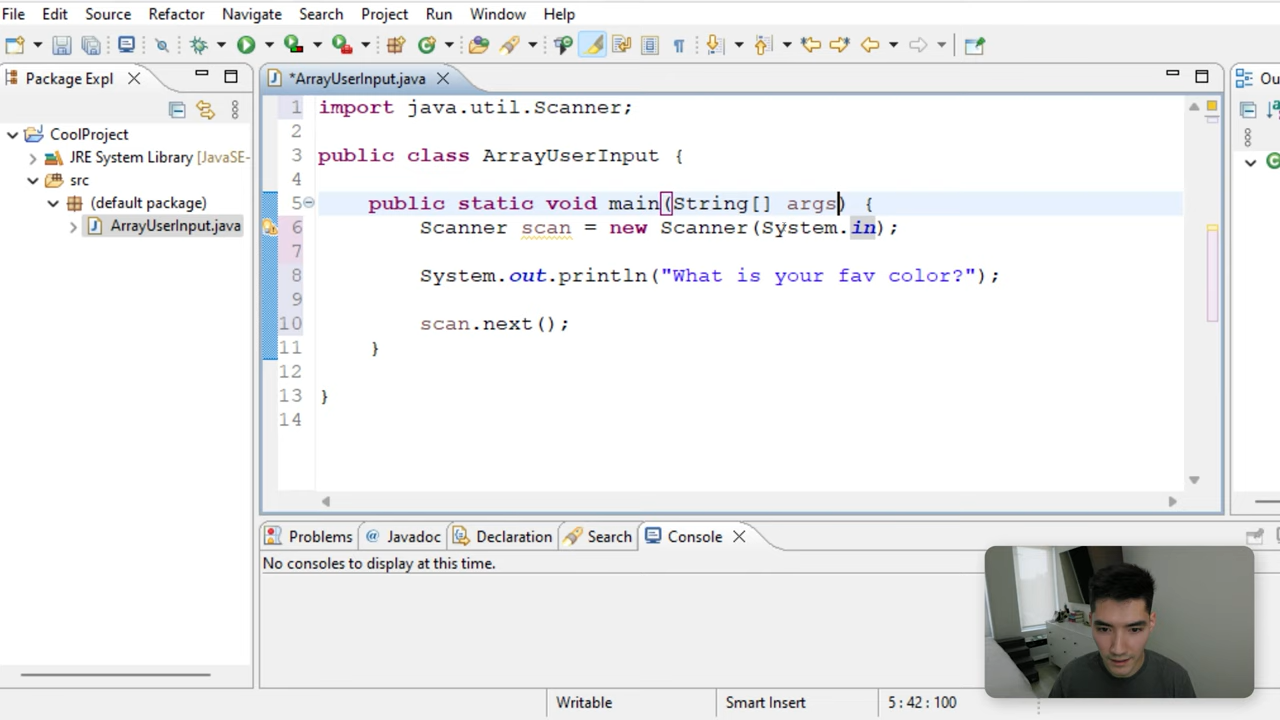 File Edit Source Refactor Navigate Search Project Run Window Help
Package Expl
*ArrayUserInput.java
Ou
CoolProject
JRE System Library [JavaSE-
src
(default package)
ArrayUserInput.java
1 import java.util.Scanner;
2
3 public class ArrayUserInput {
4
5 public static void main(String[] args) {
6 Scanner scan = new Scanner(System.in);
7
8 System.out.println("What is your fav color?");
9
10 scan.next();
11 }
12
13 }
14
Problems @ Javadoc Declaration Search Console
No consoles to display at this time.
Writable Smart Insert 5 : 42 : 100